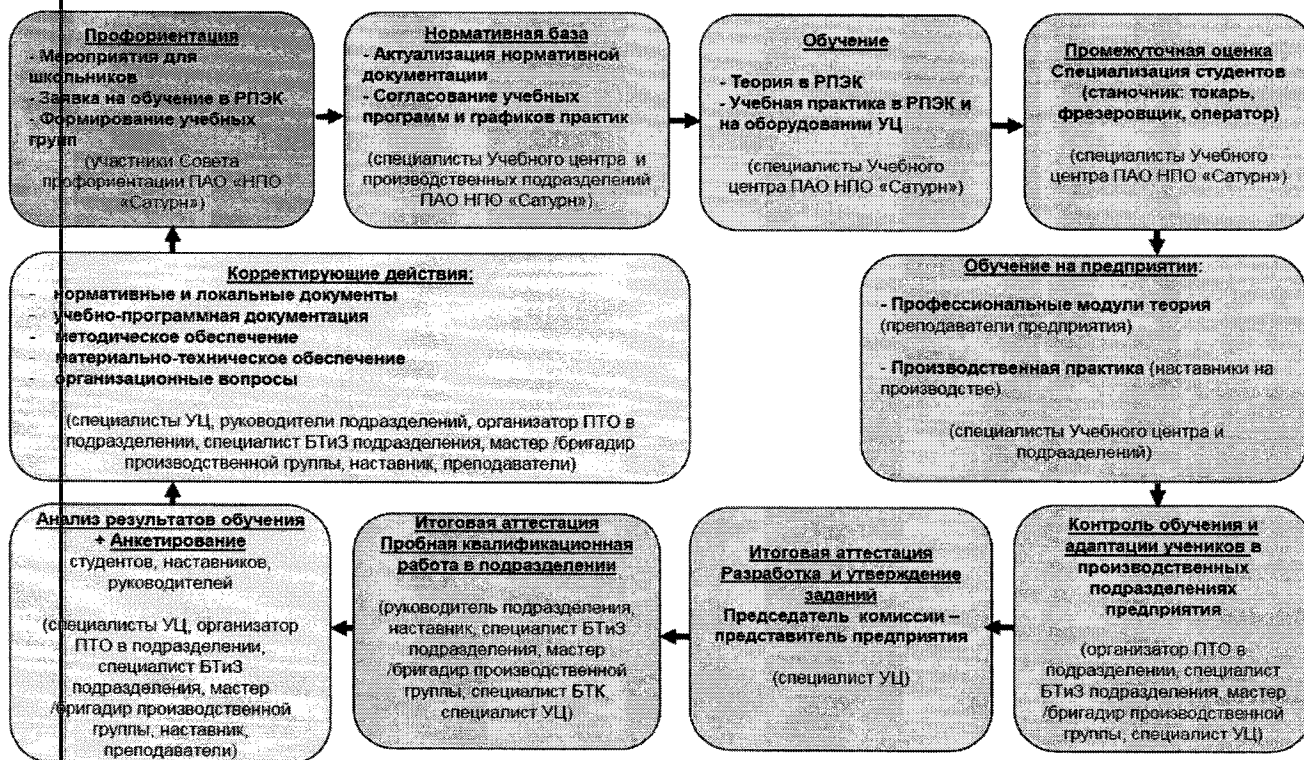 Профориентация
- Мероприятия для
школьников
- Заявка на обучение в РПЭК
- Формирование учебных
групп
(участники Совета
профориентации ПАО «НПО
«Сатурн»)
Нормативная база
- Актуализация нормативной
документации
- Согласование учебных
программ и графиков практик
(специалисты Учебного центра и
производственных подразделений
ПАО НПО «Сатурн»)
Обучение
- Теория в РПЭК
- Учебная практика в РПЭК и
на оборудовании УЦ
(специалисты Учебного
центра ПАО НПО «Сатурн»)
Промежуточная оценка
Специализация студентов
(станочник: токарь,
фрезеровщик, оператор)
(специалисты Учебного
центра ПАО НПО «Сатурн»)
Обучение на предприятии:
- Профессиональные модули теория
(преподаватели предприятия)
- Производственная практика (наставники на
производстве)
(специалисты Учебного центра и
подразделений)
Контроль обучения и
адаптации учеников в
производственных
подразделениях
предприятия
(организатор ПТО в
подразделении, специалист
БТиЗ подразделения, мастер
/бригадир производственной
группы, специалист УЦ)
Итоговая аттестация
Разработка и утверждение
заданий
Председатель комиссии –
представитель предприятия
(специалист УЦ)
Итоговая аттестация
Пробная квалификационная
работа в подразделении
(руководитель подразделения,
наставник, специалист БТиЗ
подразделения, мастер
/бригадир производственной
группы, специалист БТК,
специалист УЦ)
Анализ результатов обучения
+ Анкетирование
студентов, наставников,
руководителей
(специалисты УЦ, организатор
ПТО в подразделении,
специалист БТиЗ
подразделения, мастер
/бригадир производственной
группы, наставник,
преподаватели)
Корректирующие действия:
- нормативные и локальные документы
- учебно-программная документация
- методическое обеспечение
- материально-техническое обеспечение
- организационные вопросы
(специалисты УЦ, руководители подразделений, организатор ПТО в
подразделении, специалист БТиЗ подразделения, мастер /бригадир
производственной группы, наставник, преподаватели)